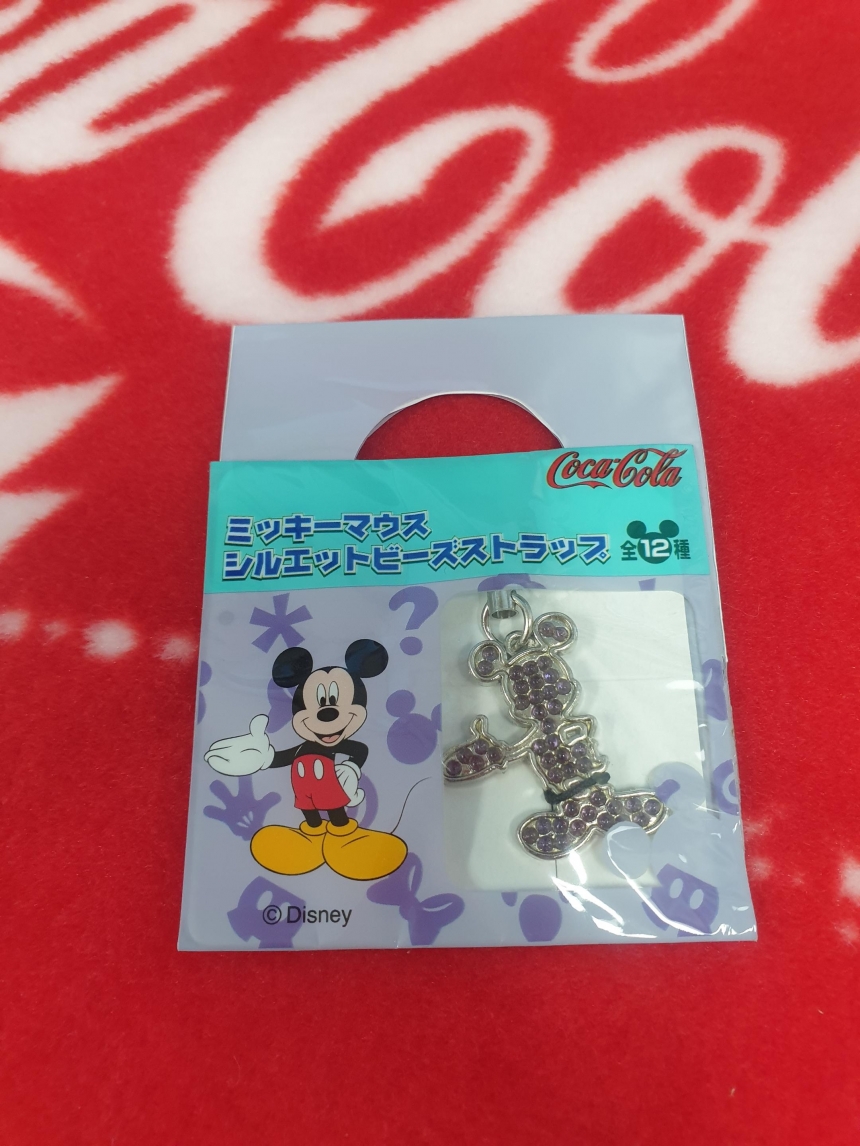 Coca-Cola
ミッキーマウス
シルエットビーズストラップ
全12種
© Disney